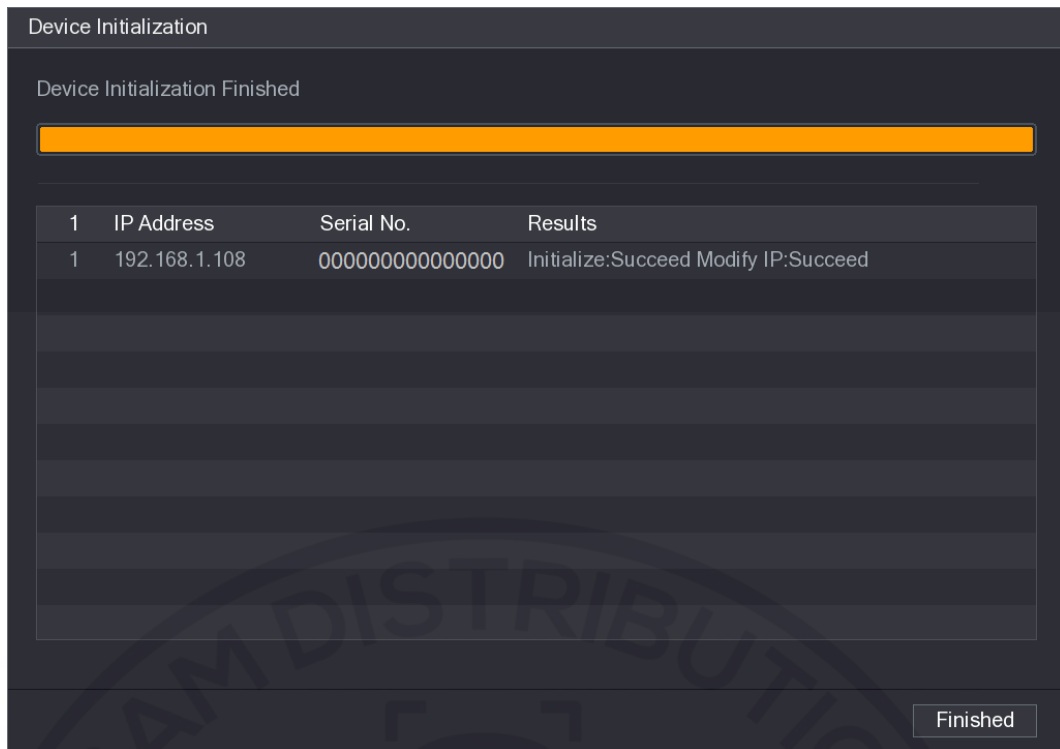 Device Initialization
Device Initialization Finished
1 IP Address Serial No. Results
1 192.168.1.108 000000000000000 Initialize:Succeed Modify IP:Succeed
DISTRIBUTIO
Finished